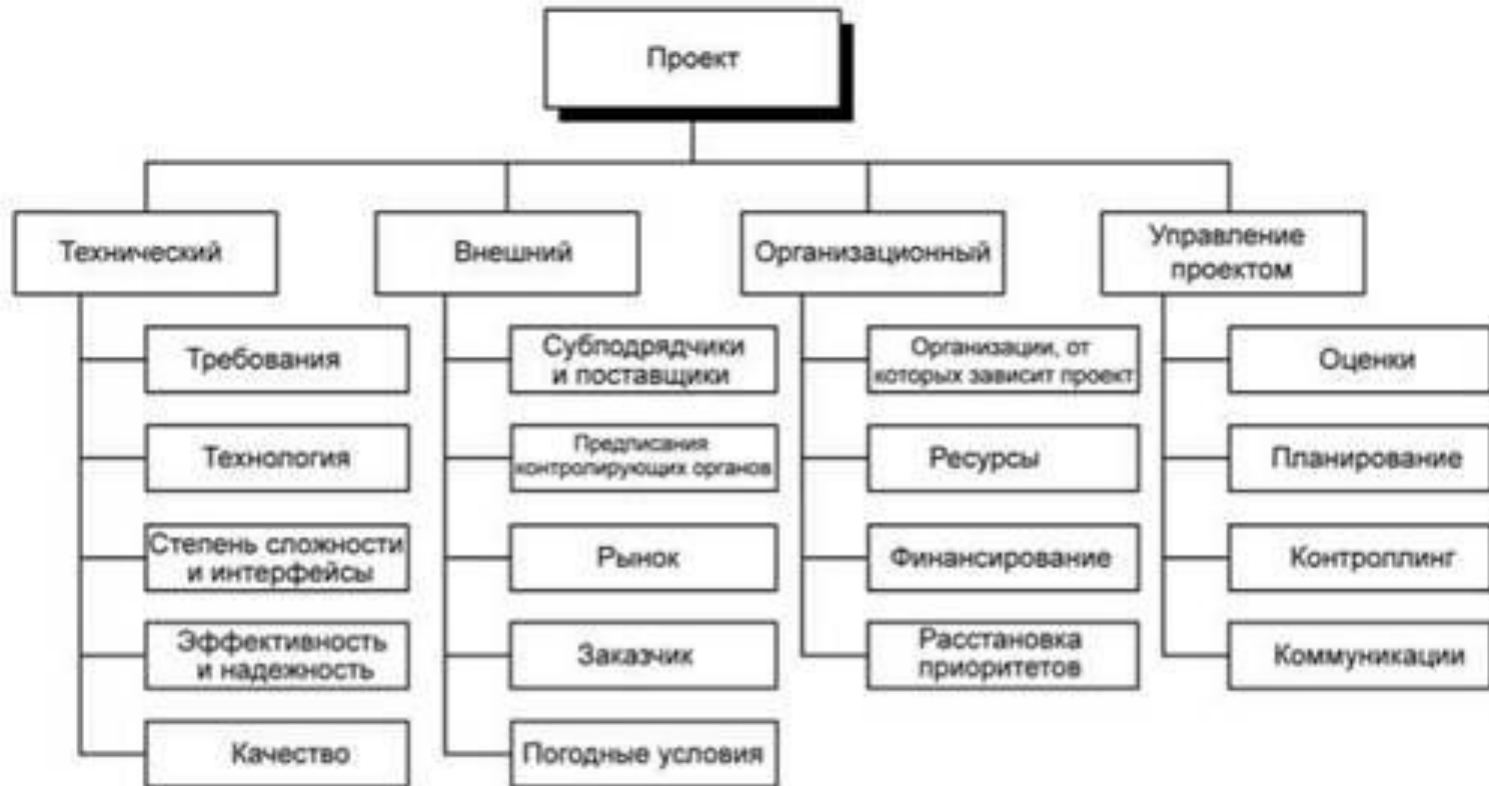 Проект
Технический
Внешний
Организационный
Управление
проектом
Требования
Технология
Степень сложности
и интерфейсы
Эффективность
и надежность
Качество
Субподрядчики
и поставщики
Предписания
контролирующих органов
Рынок
Заказчик
Погодные условия
Организации, от
которых зависит проект
Ресурсы
Финансирование
Расстановка
приоритетов
Оценки
Планирование
Контроллинг
Коммуникации